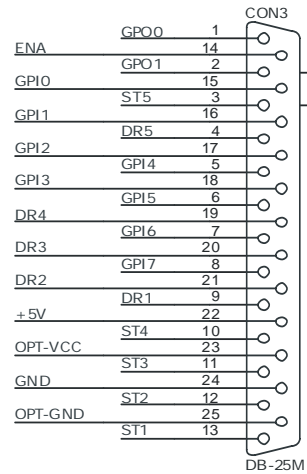 CON3
GPO0 1
ENA 14
GPO1 2
GPI0 15
ST5 3
GPI1 16
DR5 4
GPI2 17
GPI4 5
GPI3 18
GPI5 6
DR4 19
GPI6 7
DR3 20
GPI7 8
DR2 21
DR1 9
+5V 22
ST4 10
OPT-VCC 23
ST3 11
GND 24
ST2 12
OPT-GND 25
ST1 13
DB-25M